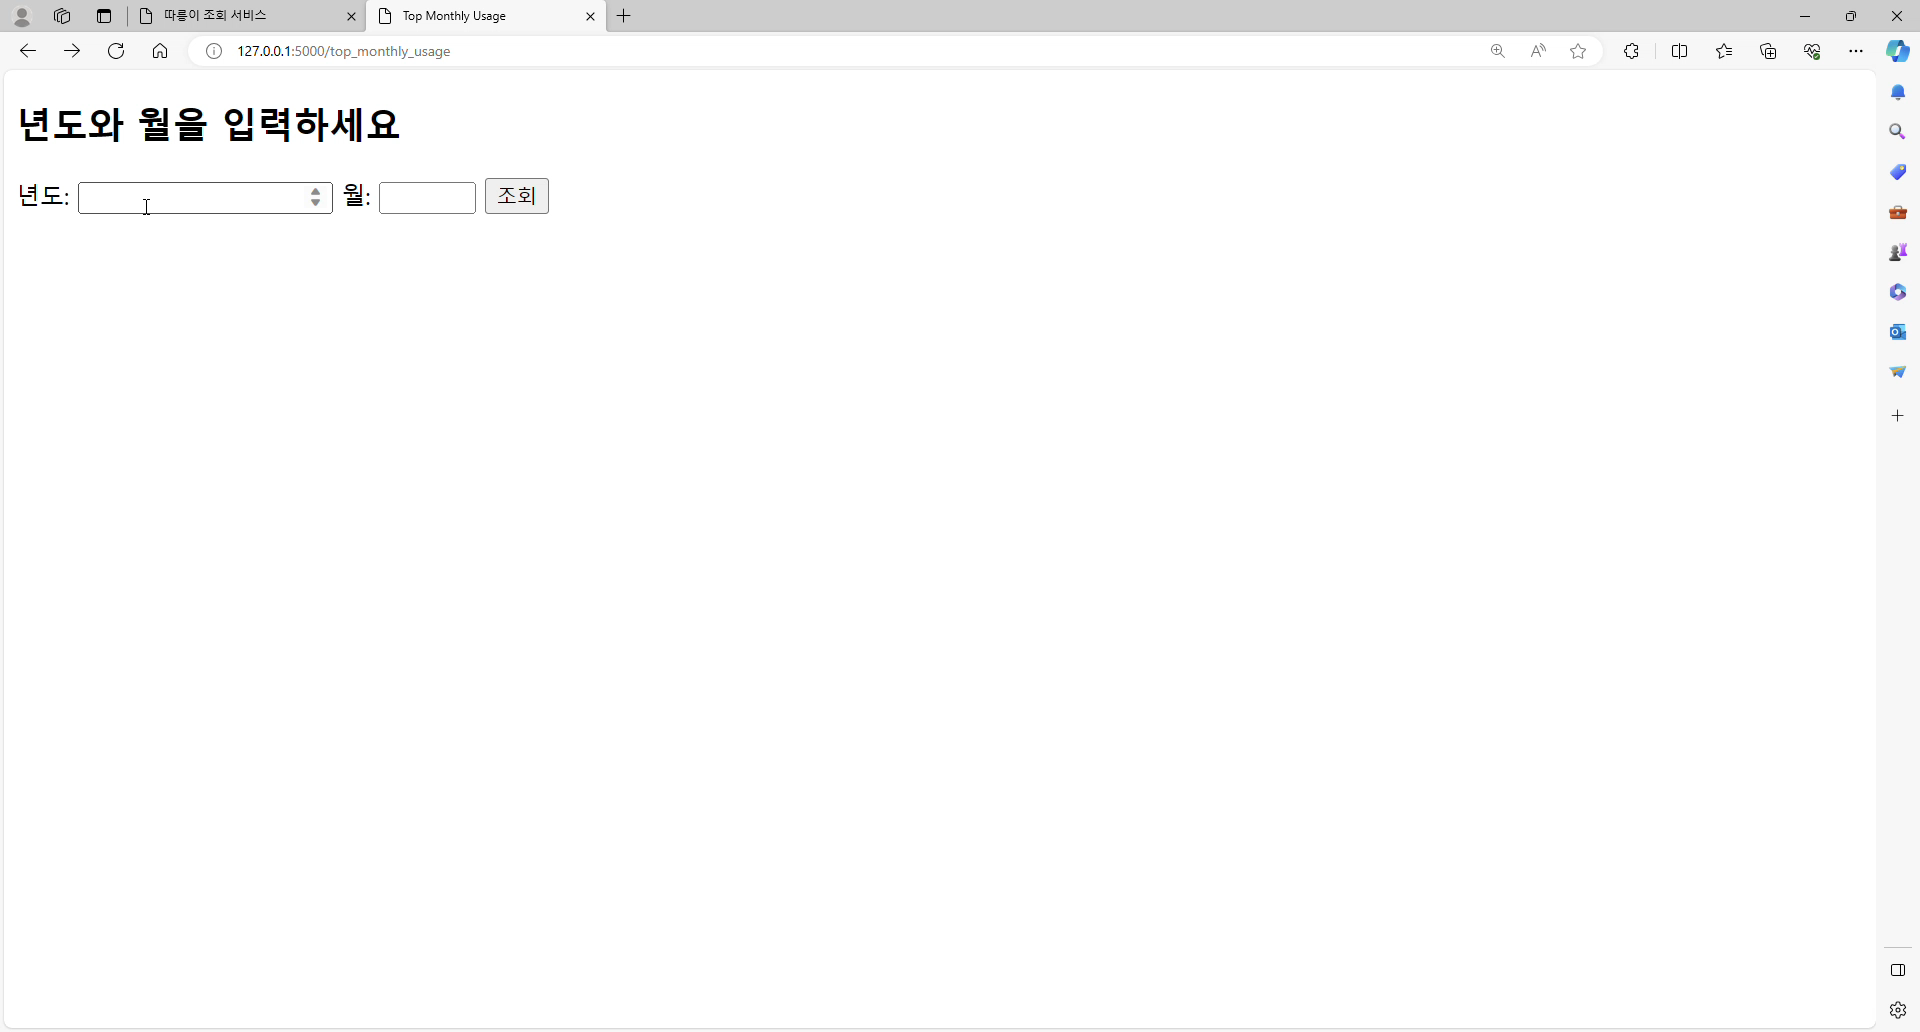 따릉이 조회 서비스
Top Monthly Usage
127.0.0.1:5000/top_monthly_usage
년도와 월을 입력하세요
년도: 월: 조회